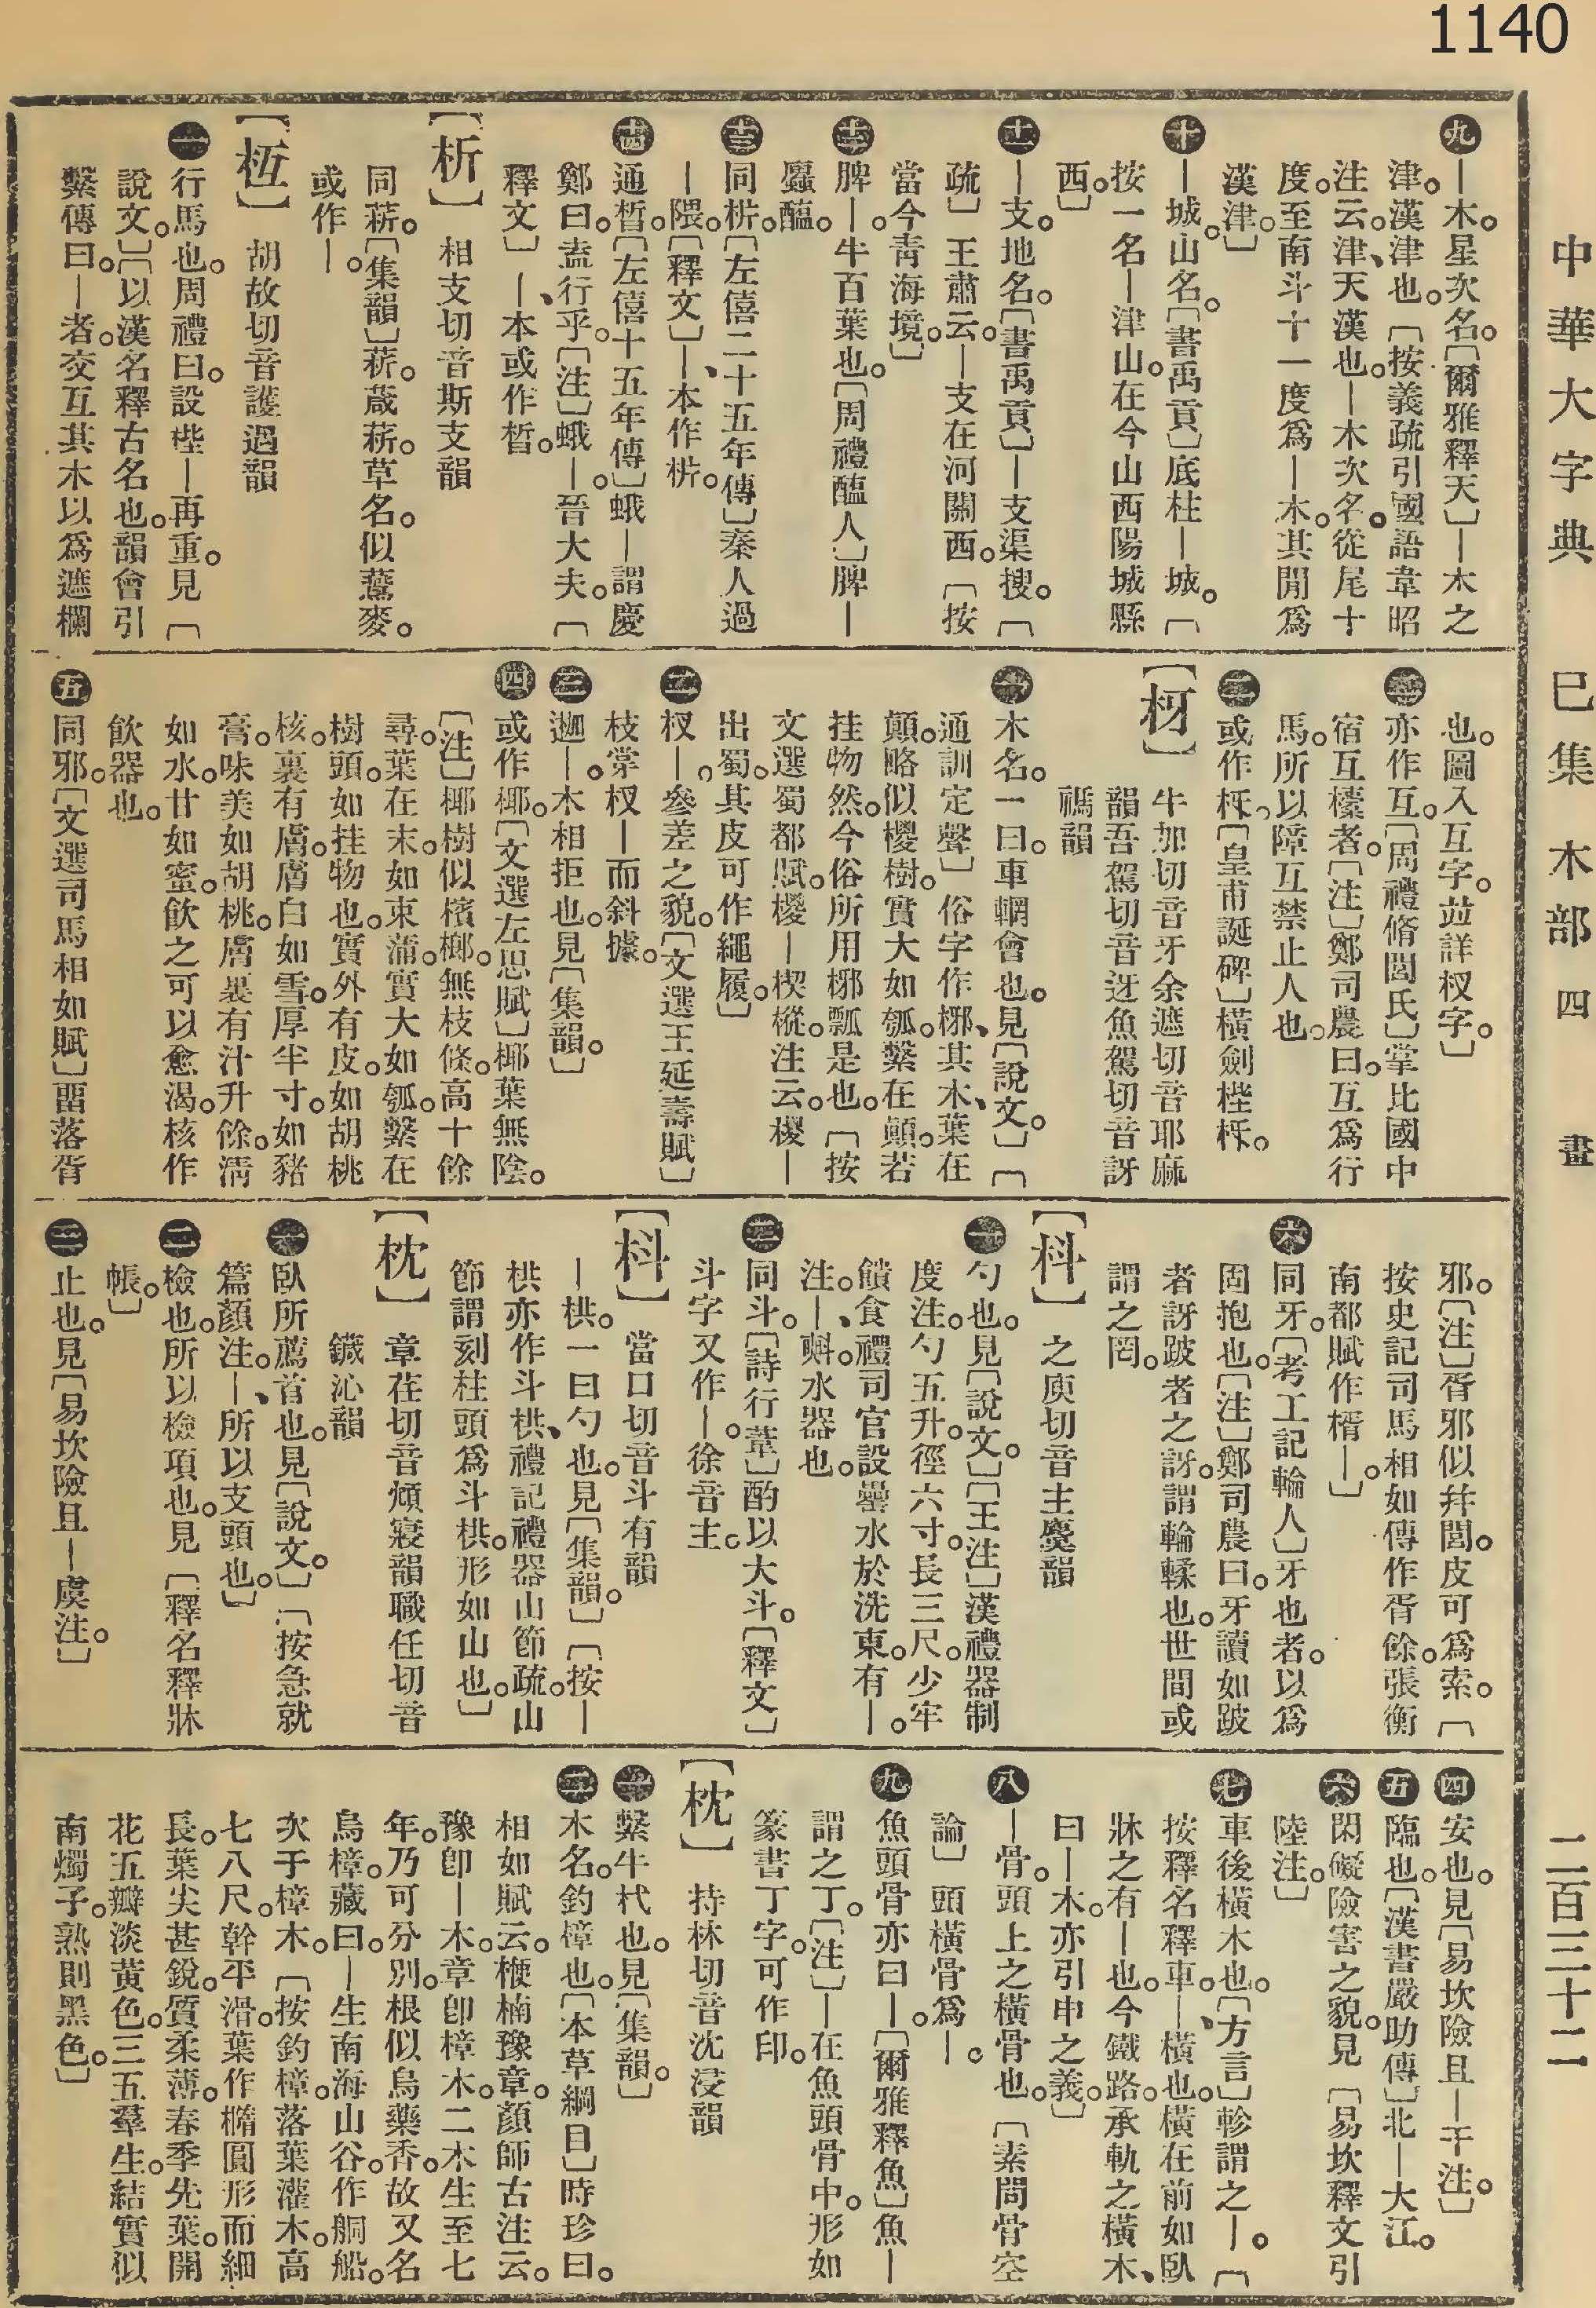 1140
中華大字典　巳集　木部　四畫　二百三十二
九 ―木。星次名。〔爾雅釋天〕―木之
津。漢津也。〔按義疏引國語韋昭
注云、津、天漢也。―木次名。從尾十
度。至南斗十一度爲―木。其閒爲
漢津。〕
十 ―城。山名。〔書禹貢〕底柱―城。〔
按一名―津山。在今山西陽城縣
西。〕
十一 ―支。地名。〔書禹貢〕―支渠搜。〔
疏〕王肅云。―支在河關西。〔按
當今青海境。〕
十二 脾―。牛百葉也。〔周禮醢人〕脾―
蠯醢。
十三 同枿。〔左僖二十五年傳〕秦人過
―隈。〔釋文〕―、本作枿。
十四 通皙。〔左僖十五年傳〕蛾―謂慶
鄭曰。盍行乎。〔注〕蛾―。晉大夫。〔
釋文〕―、本或作皙。
〔析〕 相支切音斯支韻
同菥。〔集韻〕菥。葴菥。草名。似薺麥。
或作―。
〔枑〕 胡故切音護遇韻
一 行馬也。周禮曰。設梐―再重。見〔
說文。〕〔以漢名釋古名也。韻會引
繫傳曰。―者。交互其木以爲遮欄
也。圖入互字。竝詳杈字。〕
二 亦作互。〔周禮脩閭氏〕掌比國中
宿互𣝔者。〔注〕鄭司農曰。互爲行
馬。所以障互禁止人也。
三 或作柘。〔皇甫誕碑〕橫劍梐柘。
〔枒〕 牛加切音牙余遮切音耶麻
韻吾駕切音迓魚駕切音訝
禡韻
一 木名。一曰。車輞會也。見〔說文。〕〔
通訓定聲〕俗字作椰、其木、葉在
顛。略似椶樹。實大如瓠。繫在顛。若
挂物然。今俗所用椰瓢是也。〔按
文選蜀都賦。椶―楔樅。注云。椶―
出蜀。其皮可作繩履。〕
二 杈―。參差之貌。〔文選王延壽賦〕
枝棠杈―而斜據。
三 迦―。木相拒也。見〔集韻。〕
四 或作椰。〔文選左思賦〕椰葉無陰。
〔注〕椰樹似檳榔。無枝條。高十餘
尋。葉在末。如束蒲。實大如瓠。繫在
樹頭。如挂物也。實外有皮。如胡桃
核。裏有膚。膚白如雪。厚半寸。如豬
膏。味美如胡桃。膚裏有汁升餘。淸
如水。甘如蜜。飮之可以愈渴。核作
飮器也。
五 同邪。〔文選司馬相如賦〕畱落胥
邪。〔注〕胥邪似幷閭。皮可爲索。〔
按史記司馬相如傳作胥餘。張衡
南都賦作楈―。〕
六 同牙。〔考工記輪人〕牙也者。以爲
固抱也。〔注〕鄭司農曰。牙讀如跛
者訝跛者之訝。謂輪輮也。世間或
謂之罔。
〔枓〕 之庾切音主麌韻
一 勺也。見〔說文。〕〔王注〕漢禮器制
度注。勺五升。徑六寸。長三尺。少牢
饋食禮司官設罍水於洗東。有―。
注。―、㪺。水器也。
二 同斗。〔詩行葦〕酌以大斗。〔釋文〕
斗字又作―。徐音主。
〔枓〕 當口切音斗有韻
―栱。一曰勺也。見〔集韻。〕〔按―
栱亦作斗栱、禮記禮器山節疏。山
節謂刻柱頭爲斗栱。形如山也。〕
〔枕〕 章荏切音䪴寢韻職任切音
鍼沁韻
一 臥所薦首也。見〔說文。〕〔按急就
篇顏注。―、所以支頭也。〕
二 檢也。所以檢項也。見〔釋名釋牀
帳。〕
三 止也。見〔易坎險且―虞注。〕
四 安也。見〔易坎險且―干注。〕
五 臨也。〔漢書嚴助傳〕北―大江。
六 閑礙險害之貌。見〔易坎釋文引
陸注。〕
七 車後橫木也。〔方言〕軫謂之―。〔
按釋名釋車。―、橫也。橫在前如臥
牀之有―也。今鐵路承軌之橫木、
曰―木。亦引申之義。〕
八 ―骨。頭上之橫骨也。〔素問骨空
論〕頭橫骨爲―。
九 魚頭骨亦曰―。〔爾雅釋魚〕魚―
謂之丁。〔注〕―在魚頭骨中。形如
篆書丁字。可作印。
〔枕〕 持林切音沈浸韻
一 繫牛杙也。見〔集韻。〕
二 木名。釣樟也。〔本草綱目〕時珍曰。
相如賦云。楩楠豫章。顏師古注云。
豫卽―木。章卽樟木。二木生至七
年。乃可分別。根似烏藥香。故又名
烏樟。藏曰。―生南海山谷。作舸船。
次于樟木。〔按釣樟。落葉灌木。高
七八尺。幹平滑。葉作橢圓形而細
長。葉尖甚銳。質柔薄。春季先葉。開
花五瓣。淡黃色。三五羣生。結實似
南燭子。熟則黑色。〕